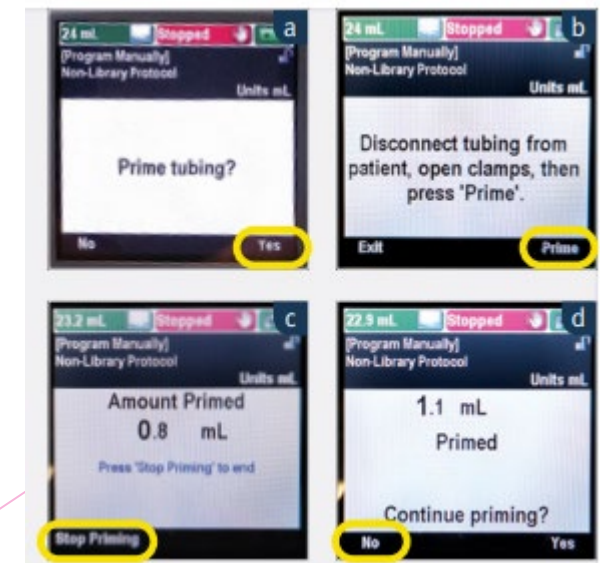 24 mL
Stopped
a
[Program Manually]
Non-Library Protocol
Units mL
Prime tubing?
No
Yes
24 mL
Stopped
b
[Program Manually]
Non-Library Protocol
Units mL
Disconnect tubing from
patient, open clamps, then
press 'Prime'.
Exit
Prime
23.2 mL
Stopped
c
[Program Manually]
Non-Library Protocol
Units mL
Amount Primed
0.8 mL
Press 'Stop Priming' to end
Stop Priming
22.9 mL
Stopped
d
[Program Manually]
Non-Library Protocol
Units mL
1.1 mL
Primed
Continue priming?
No
Yes